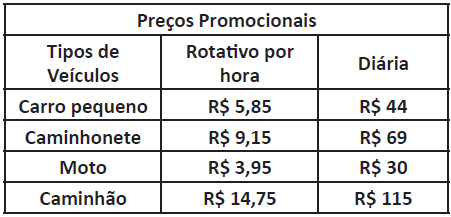 Preços Promocionais
Tipos de Veículos Rotativo por hora Diária
Carro pequeno R$ 5,85 R$ 44
Caminhonete R$ 9,15 R$ 69
Moto R$ 3,95 R$ 30
Caminhão R$ 14,75 R$ 115